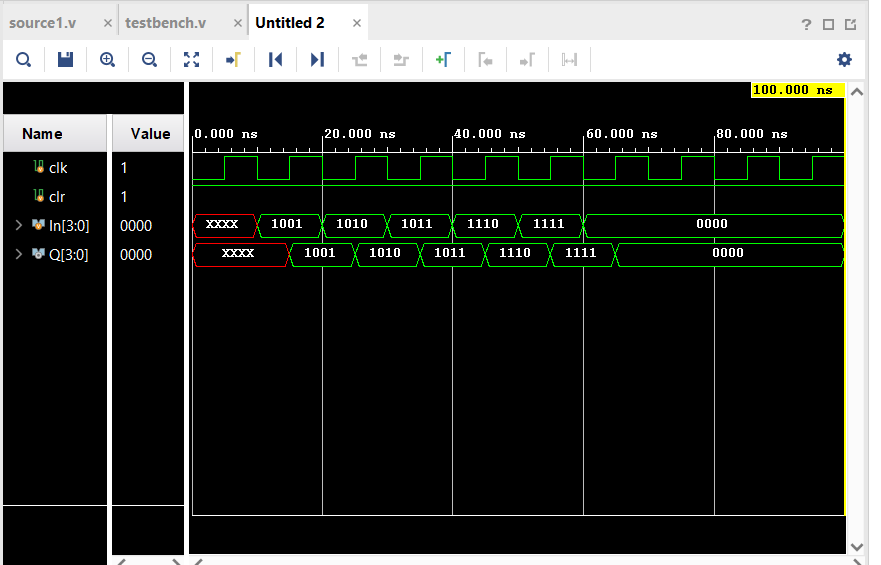 source1.v × testbench.v × Untitled 2 ×
?
100.000 ns
Name Value
0.000 ns 20.000 ns 40.000 ns 60.000 ns 80.000 ns
clk 1
clr 1
In[3:0] 0000 XXXX 1001 1010 1011 1110 1111 0000
Q[3:0] 0000 XXXX 1001 1010 1011 1110 1111 0000